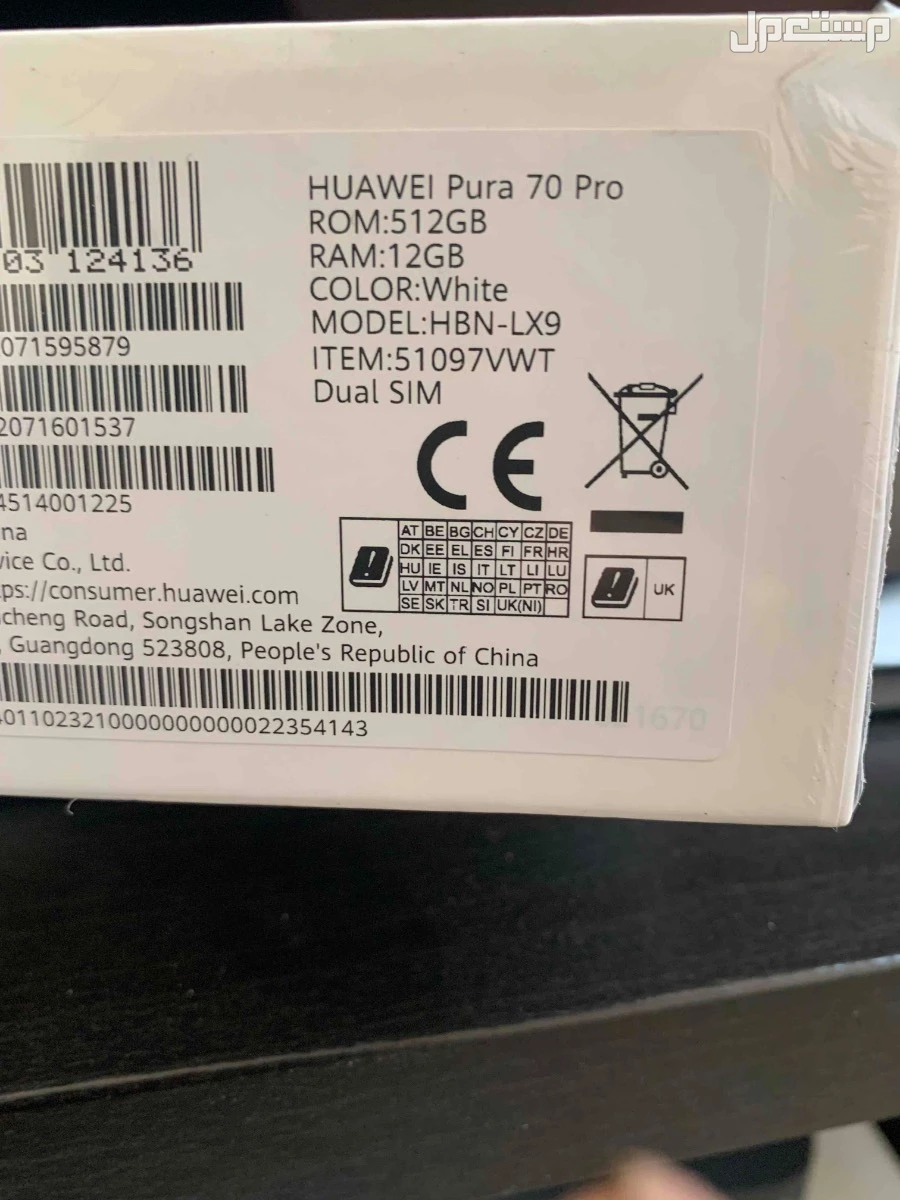 مستعمل
HUAWEI Pura 70 Pro
ROM:512GB
RAM:12GB
COLOR:White
MODEL:HBN-LX9
ITEM:51097VWT
Dual SIM
03 124136
071595879
2071601537
4514001225
na
vice Co., Ltd.
ps://consumer.huawei.com
cheng Road, Songshan Lake Zone,
, Guangdong 523808, People's Republic of China
CE
AT BE BG CH CY CZ DE
DK EE EL ES FI FR HR
HU IE IS IT LT LI LU
LV MT NL NO PL PT RO
SE SK TR SI UK(NI)
UK
1670